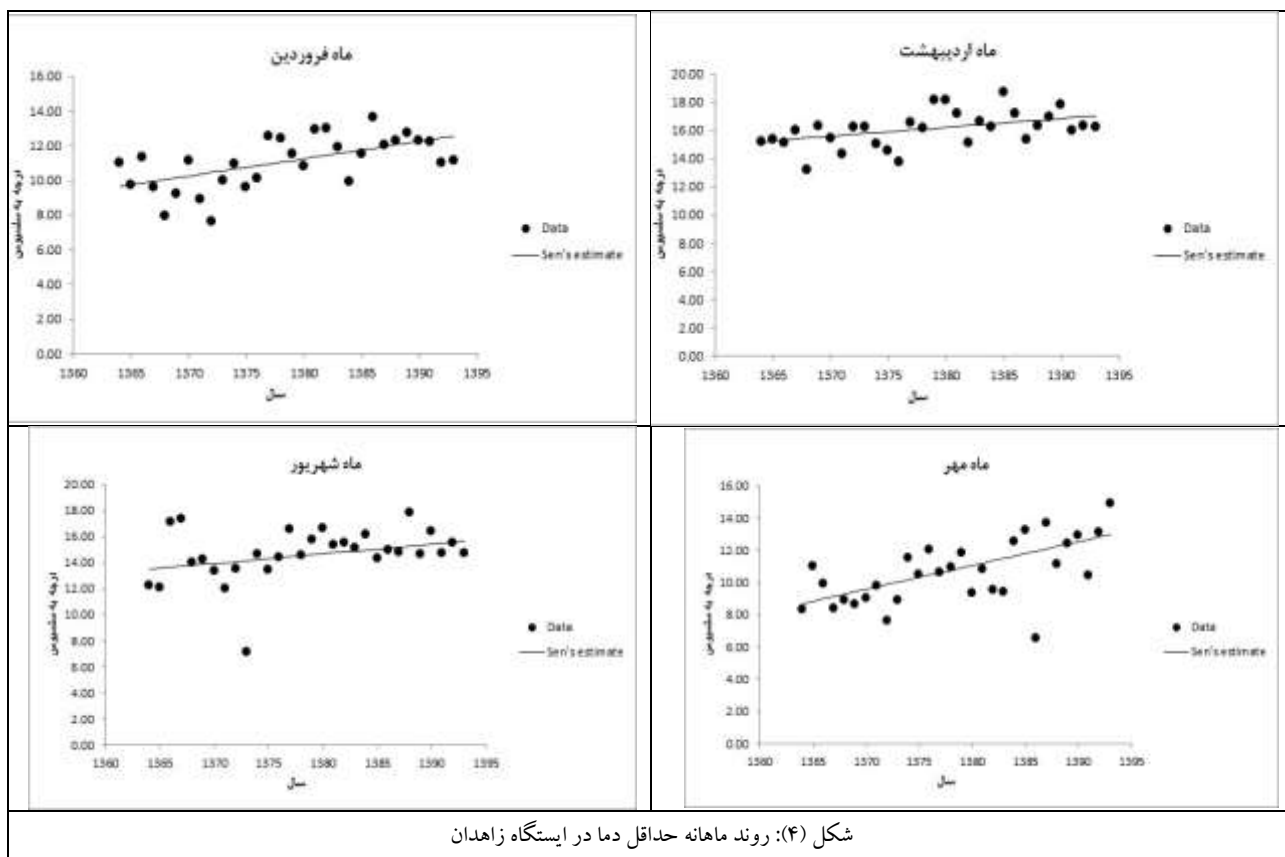 ماه فروردین
16.00
14.00
12.00
10.00
8.00
6.00
4.00
2.00
0.00
1360 1365 1370 1375 1380 1385 1390 1395
درجه به سلسیوس
سال
Data
Sen's estimate
ماه اردیبهشت
20.00
18.00
16.00
14.00
12.00
10.00
8.00
6.00
4.00
2.00
0.00
1360 1365 1370 1375 1380 1385 1390 1395
درجه به سلسیوس
سال
Data
Sen's estimate
ماه شهریور
20.00
18.00
16.00
14.00
12.00
10.00
8.00
6.00
4.00
2.00
0.00
1360 1365 1370 1375 1380 1385 1390 1395
درجه به سلسیوس
سال
Data
Sen's estimate
ماه مهر
16.00
14.00
12.00
10.00
8.00
6.00
4.00
2.00
0.00
1360 1365 1370 1375 1380 1385 1390 1395
درجه به سلسیوس
سال
Data
Sen's estimate
شکل (۴): روند ماهانه حداقل دما در ایستگاه زاهدان